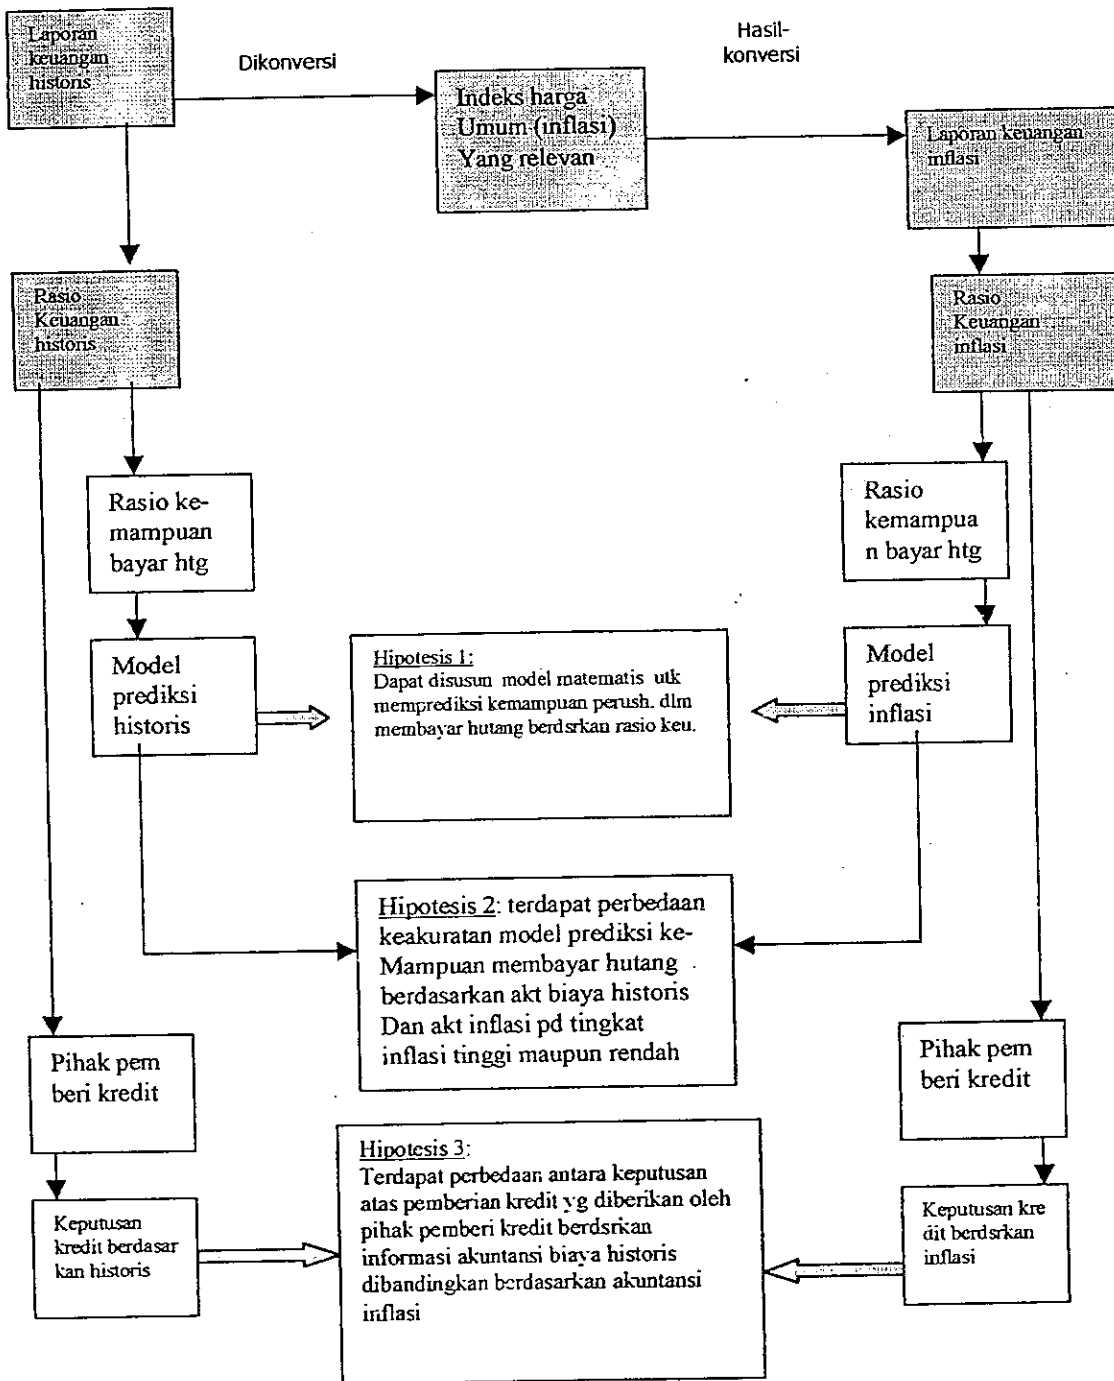 Laporan
keuangan
historis
Dikonversi
Indeks harga
Umum (inflasi)
Yang relevan
Hasil-
konversi
Laporan keuangan
inflasi
Rasio
Keuangan
historis
Rasio
Keuangan
inflasi
Rasio ke-
mampuan
bayar htg
Rasio
kemampua
n bayar htg
Model
prediksi
historis
Hipotesis 1:
Dapat disusun model matematis utk
memprediksi kemampuan perush. dlm
membayar hutang berdsrkan rasio keu.
Model
prediksi
inflasi
Hipotesis 2: terdapat perbedaan
keakuratan model prediksi ke-
Mampuan membayar hutang
berdasarkan akt biaya historis
Dan akt inflasi pd tingkat
inflasi tinggi maupun rendah
Pihak pem
beri kredit
Pihak pem
beri kredit
Hipotesis 3:
Terdapat perbedaan antara keputusan
atas pemberian kredit yg diberikan oleh
pihak pemberi kredit berdsrkan
informasi akuntansi biaya historis
dibandingkan berdasarkan akuntansi
inflasi
Keputusan
kredit berdasar
kan historis
Keputusan kre
dit berdsrkan
inflasi